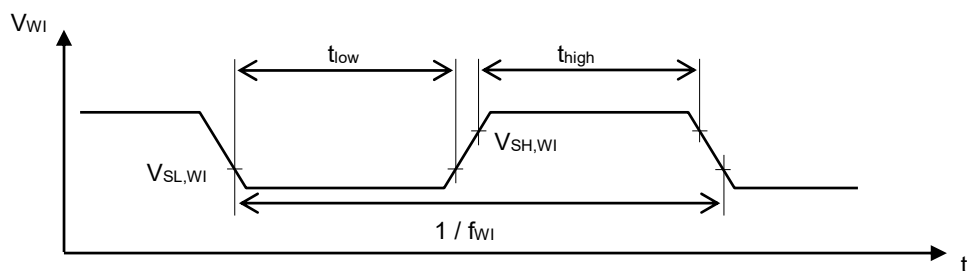 VWI
tlow
thigh
VSH,WI
VSL,WI
1 / fWI
t